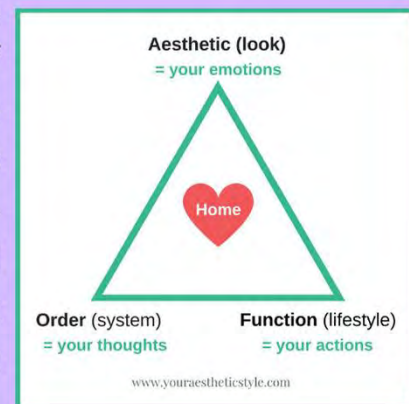 Aesthetic (look)
= your emotions
Home
Order (system)
= your thoughts
Function (lifestyle)
= your actions
www.youraestheticstyle.com